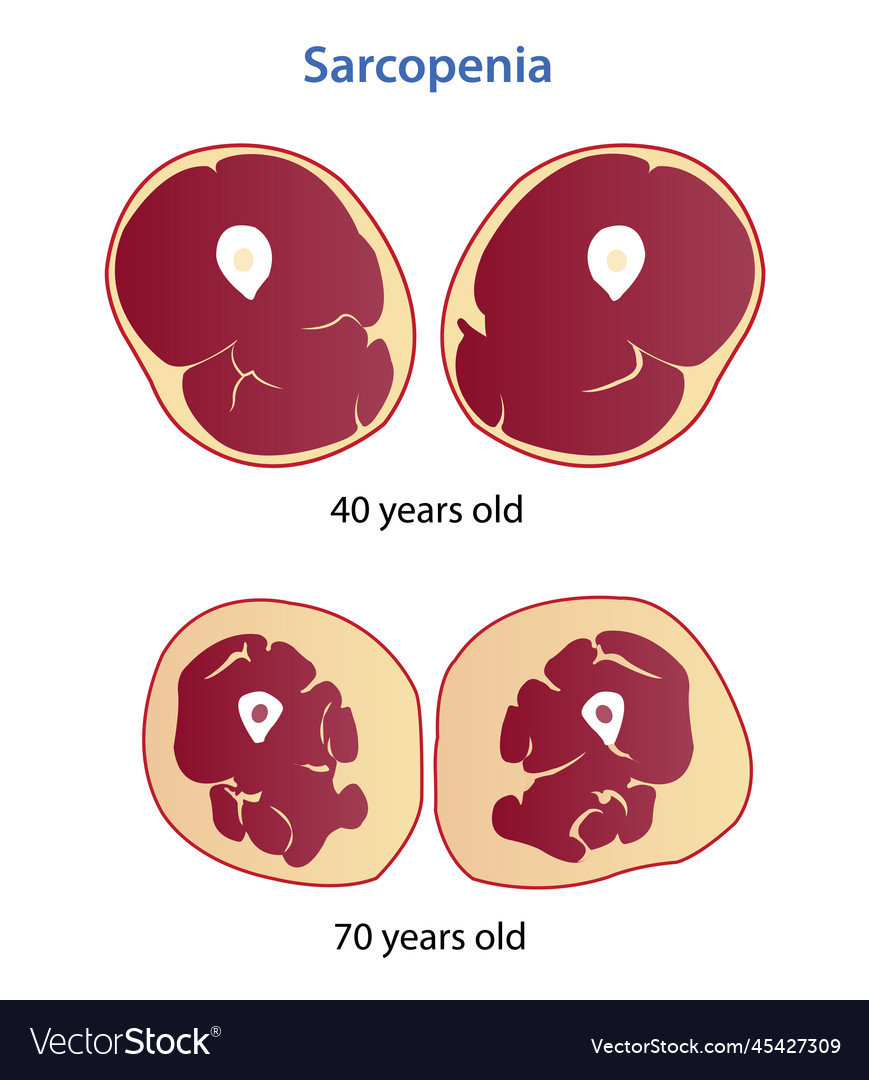 Sarcopenia
40 years old
70 years old
VectorStock®
VectorStock.com/45427309